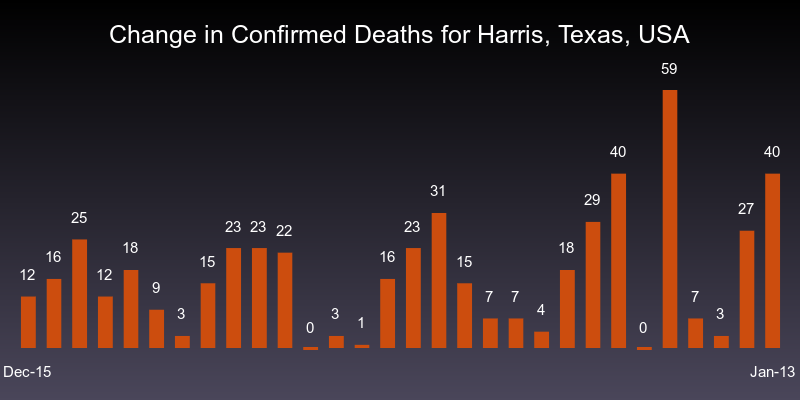 Change in Confirmed Deaths for Harris, Texas, USA
12 16 25 12 18 9 3 15 23 23 22 0 3 1 16 23 31 15 7 7 4 18 29 40 0 59 7 3 27 40
Dec-15 Jan-13